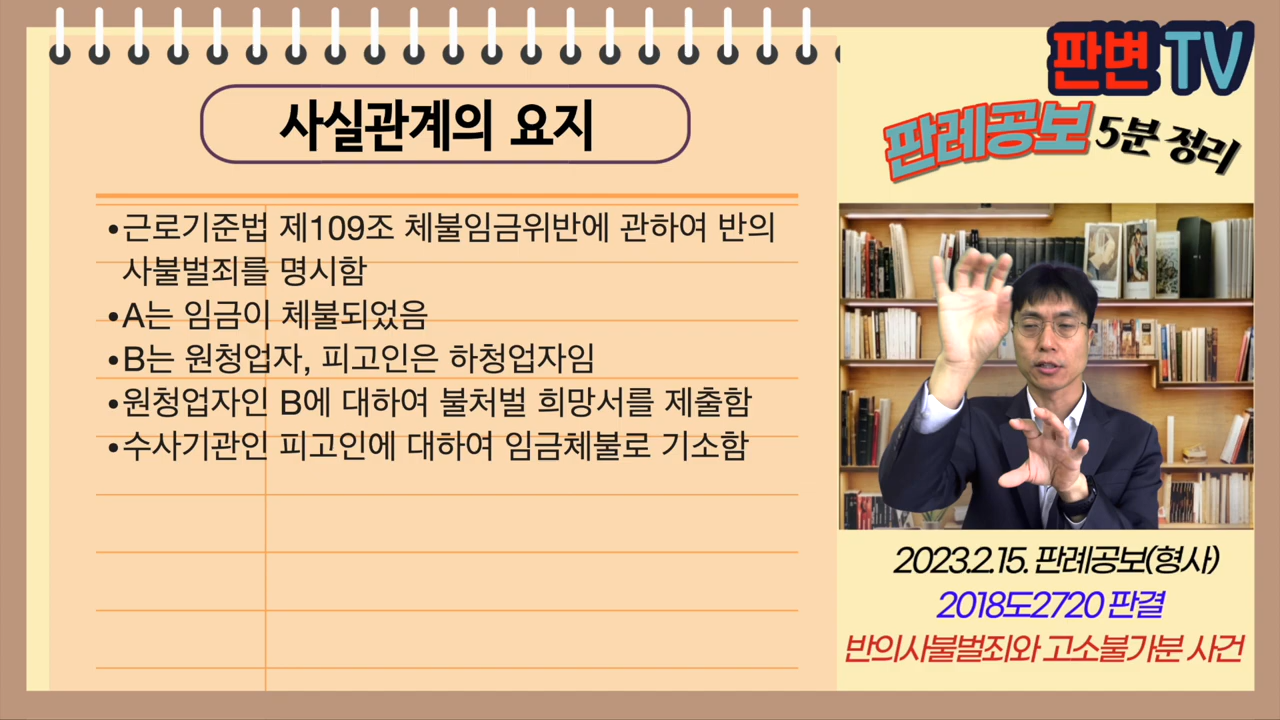 사실관계의 요지
•근로기준법 제109조 체불임금위반에 관하여 반의
사불벌죄를 명시함
•A는 임금이 체불되었음
•B는 원청업자, 피고인은 하청업자임
•원청업자인 B에 대하여 불처벌 희망서를 제출함
•수사기관인 피고인에 대하여 임금체불로 기소함
판변 TV
판례공보 5분 정리
2023.2.15. 판례공보(형사)
2018도2720 판결
반의사불벌죄와 고소불가분 사건